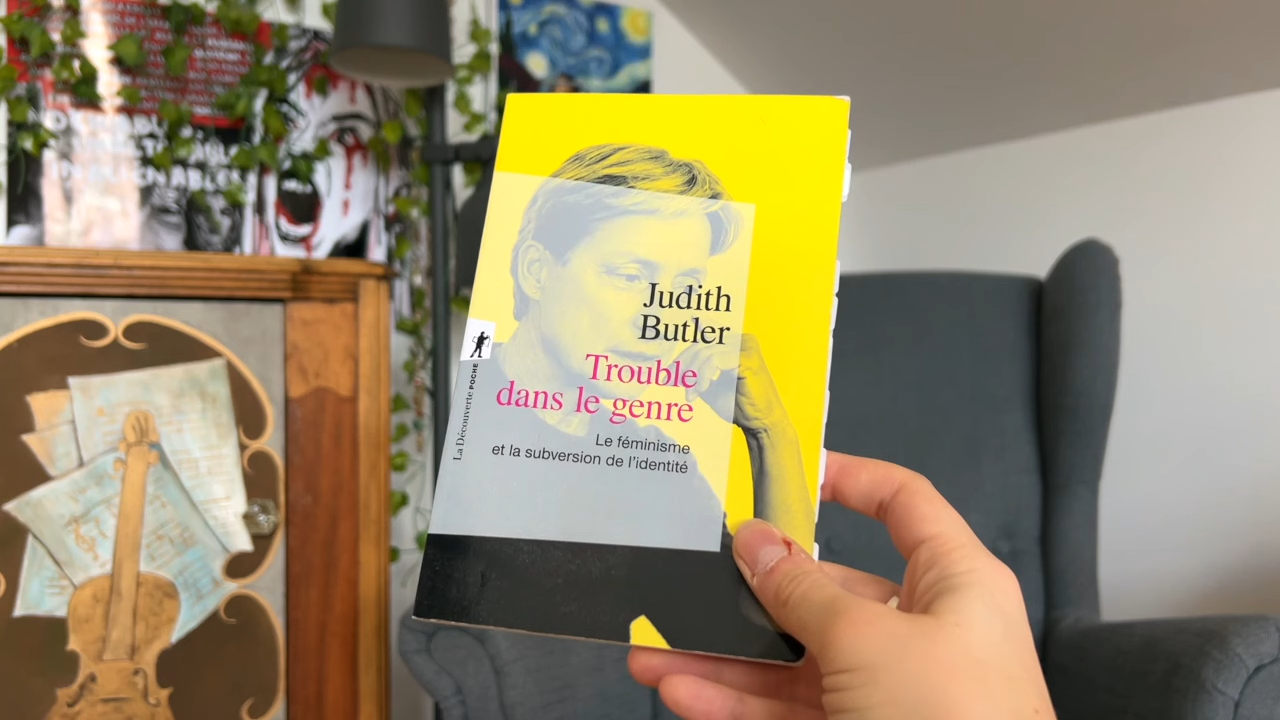 Judith
Butler
Trouble
dans le genre
Le féminisme
et la subversion de l'identité
La Découverte POCHE